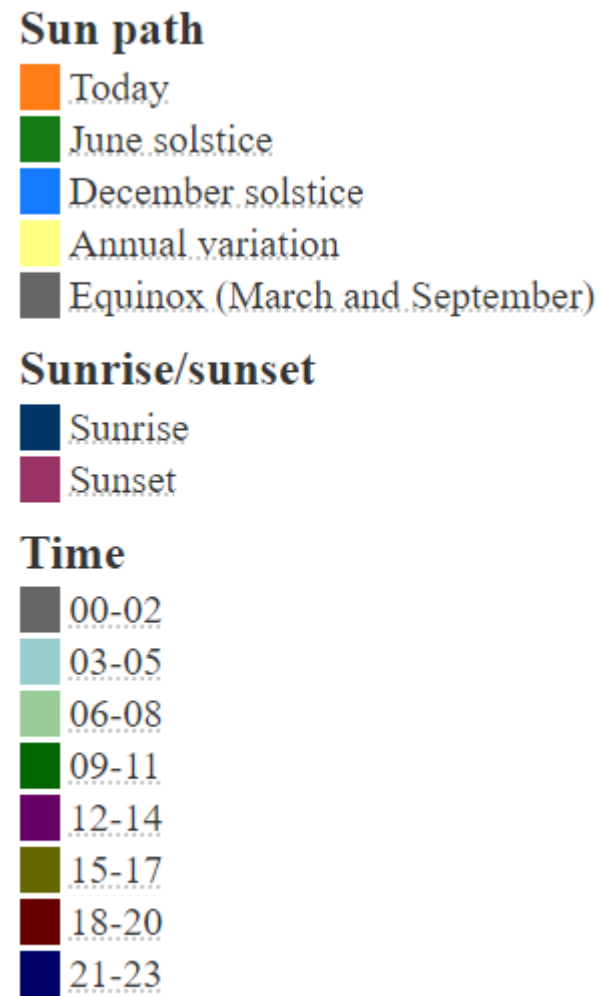 Sun path
Today
June solstice
December solstice
Annual variation
Equinox (March and September)
Sunrise/sunset
Sunrise
Sunset
Time
00-02
03-05
06-08
09-11
12-14
15-17
18-20
21-23